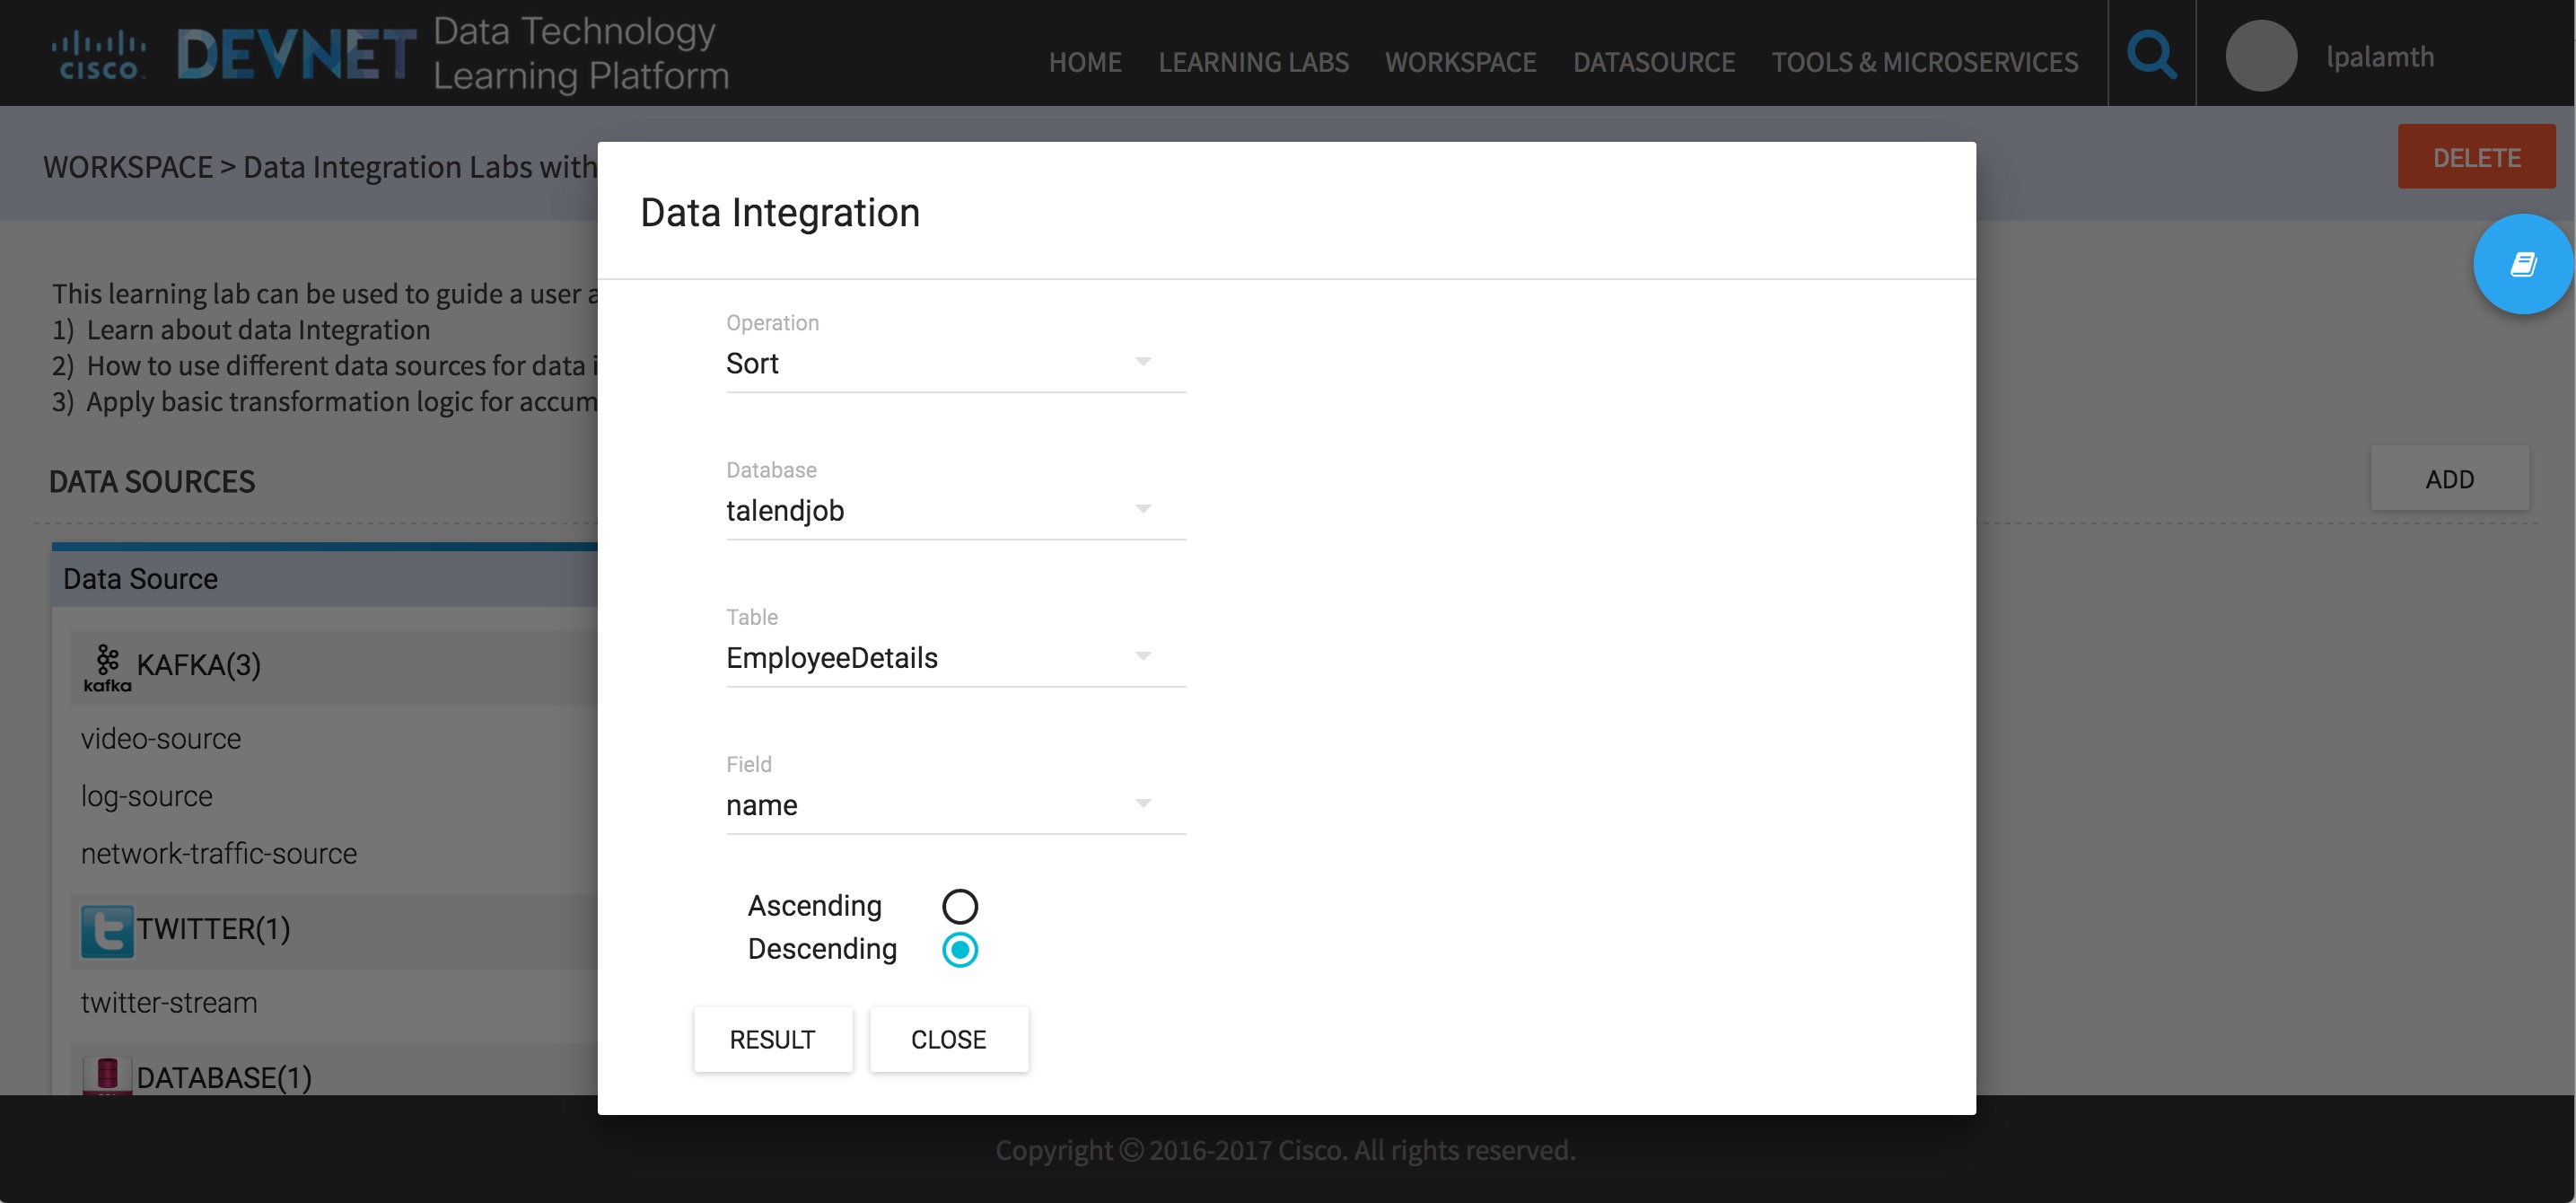 CISCO
DEVNET
Data Technology
Learning Platform
HOME LEARNING LABS WORKSPACE DATASOURCE TOOLS & MICROSERVICES
lpalamth
WORKSPACE > Data Integration Labs with
DELETE
Data Integration
This learning lab can be used to guide a user a
1) Learn about data Integration
2) How to use different data sources for data i
3) Apply basic transformation logic for accum
DATA SOURCES
ADD
Data Source
kafka
KAFKA(3)
video-source
log-source
network-traffic-source
TWITTER(1)
twitter-stream
DATABASE(1)
Operation
Sort
Database
talendjob
Table
EmployeeDetails
Field
name
Ascending
Descending
RESULT CLOSE
Copyright © 2016-2017 Cisco. All rights reserved.